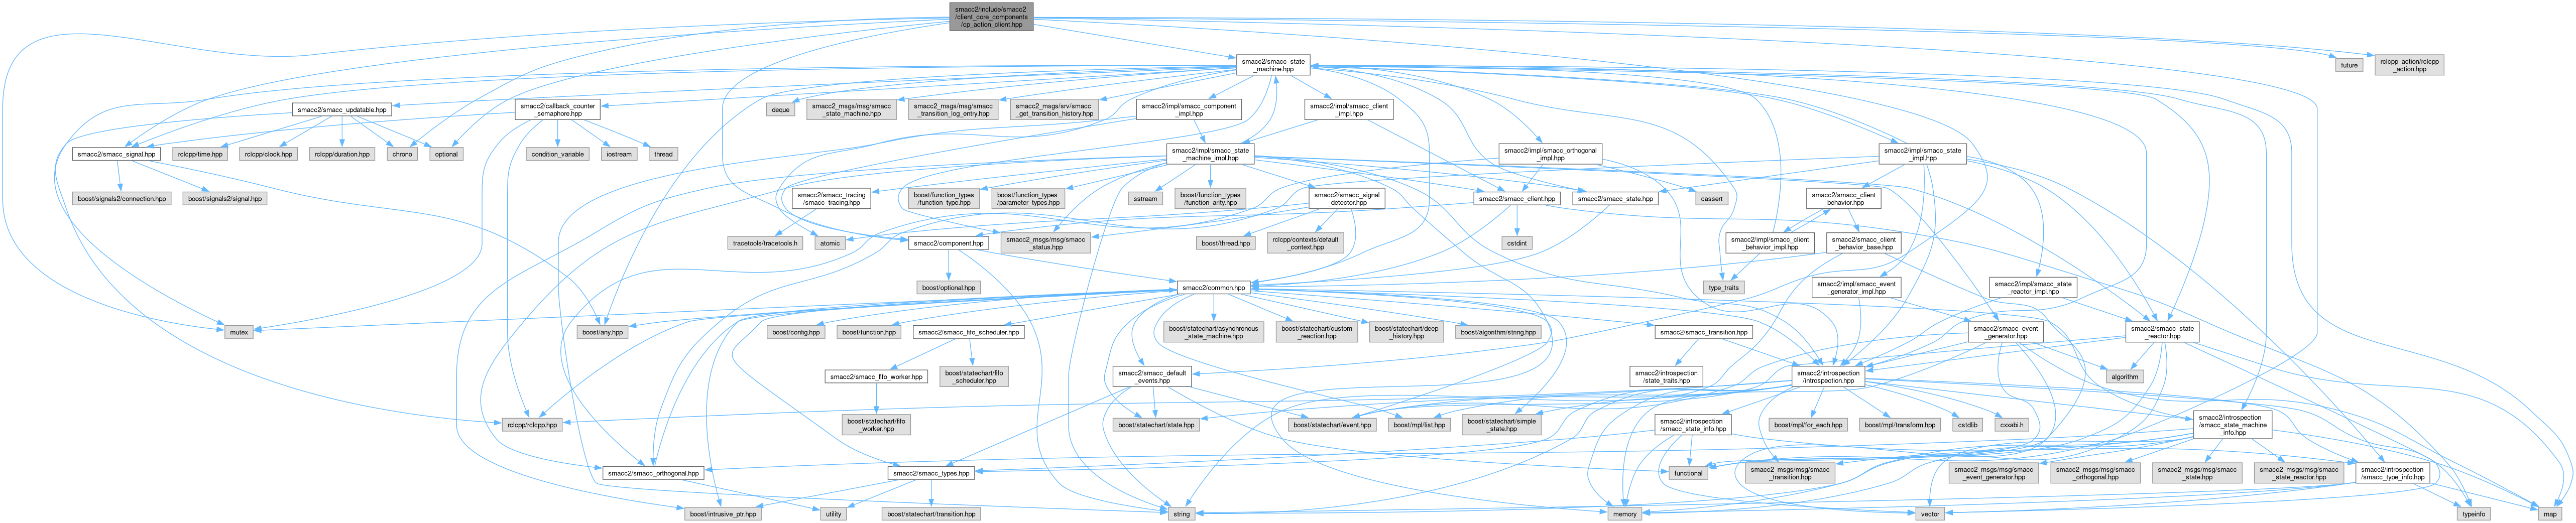 smacc2/include/smacc2
/client_core_components
/cp_action_client.hpp
smacc2/smacc_state
_machine.hpp
future
rclcpp_action/rclcpp
_action.hpp
smacc2/smacc_updatable.hpp
smacc2/callback_counter
_semaphore.hpp
deque
smacc2_msgs/msg/smacc
_state_machine.hpp
smacc2_msgs/msg/smacc
_transition_log_entry.hpp
smacc2_msgs/srv/smacc
_get_transition_history.hpp
smacc2/impl/smacc_component
_impl.hpp
smacc2/impl/smacc_client
_impl.hpp
smacc2/smacc_signal.hpp
rclcpp/time.hpp
rclcpp/clock.hpp
rclcpp/duration.hpp
chrono
optional
condition_variable
iostream
thread
smacc2/impl/smacc_state
_machine_impl.hpp
smacc2/impl/smacc_orthogonal
_impl.hpp
smacc2/impl/smacc_state
_impl.hpp
boost/signals2/connection.hpp
boost/signals2/signal.hpp
smacc2/smacc_tracing
/smacc_tracing.hpp
boost/function_types
/function_type.hpp
boost/function_types
/parameter_types.hpp
sstream
boost/function_types
/function_arity.hpp
smacc2/smacc_signal
_detector.hpp
smacc2/smacc_client.hpp
smacc2/smacc_state.hpp
cassert
smacc2/smacc_client
_behavior.hpp
tracetools/tracetools.h
atomic
smacc2/component.hpp
smacc2_msgs/msg/smacc
_status.hpp
boost/thread.hpp
rclcpp/contexts/default
_context.hpp
cstdint
smacc2/impl/smacc_client
_behavior_impl.hpp
smacc2/smacc_client
_behavior_base.hpp
boost/optional.hpp
smacc2/common.hpp
type_traits
smacc2/impl/smacc_event
_generator_impl.hpp
smacc2/impl/smacc_state
_reactor_impl.hpp
mutex
boost/any.hpp
boost/config.hpp
boost/function.hpp
smacc2/smacc_fifo_scheduler.hpp
boost/statechart/asynchronous
_state_machine.hpp
boost/statechart/custom
_reaction.hpp
boost/statechart/deep
_history.hpp
boost/algorithm/string.hpp
smacc2/smacc_transition.hpp
smacc2/smacc_event
_generator.hpp
smacc2/smacc_state
_reactor.hpp
smacc2/smacc_fifo_worker.hpp
boost/statechart/fifo
_scheduler.hpp
smacc2/smacc_default
_events.hpp
smacc2/introspection
/state_traits.hpp
smacc2/introspection
/introspection.hpp
algorithm
rclcpp/rclcpp.hpp
boost/statechart/fifo
_worker.hpp
boost/statechart/state.hpp
boost/statechart/event.hpp
boost/mpl/list.hpp
boost/statechart/simple
_state.hpp
smacc2/introspection
/smacc_state_info.hpp
boost/mpl/for_each.hpp
boost/mpl/transform.hpp
cstdlib
cxxabi.h
smacc2/introspection
/smacc_state_machine
_info.hpp
smacc2/smacc_orthogonal.hpp
smacc2/smacc_types.hpp
functional
smacc2_msgs/msg/smacc
_transition.hpp
smacc2_msgs/msg/smacc
_event_generator.hpp
smacc2_msgs/msg/smacc
_orthogonal.hpp
smacc2_msgs/msg/smacc
_state.hpp
smacc2_msgs/msg/smacc
_state_reactor.hpp
smacc2/introspection
/smacc_type_info.hpp
boost/intrusive_ptr.hpp
utility
boost/statechart/transition.hpp
string
memory
vector
typeinfo
map